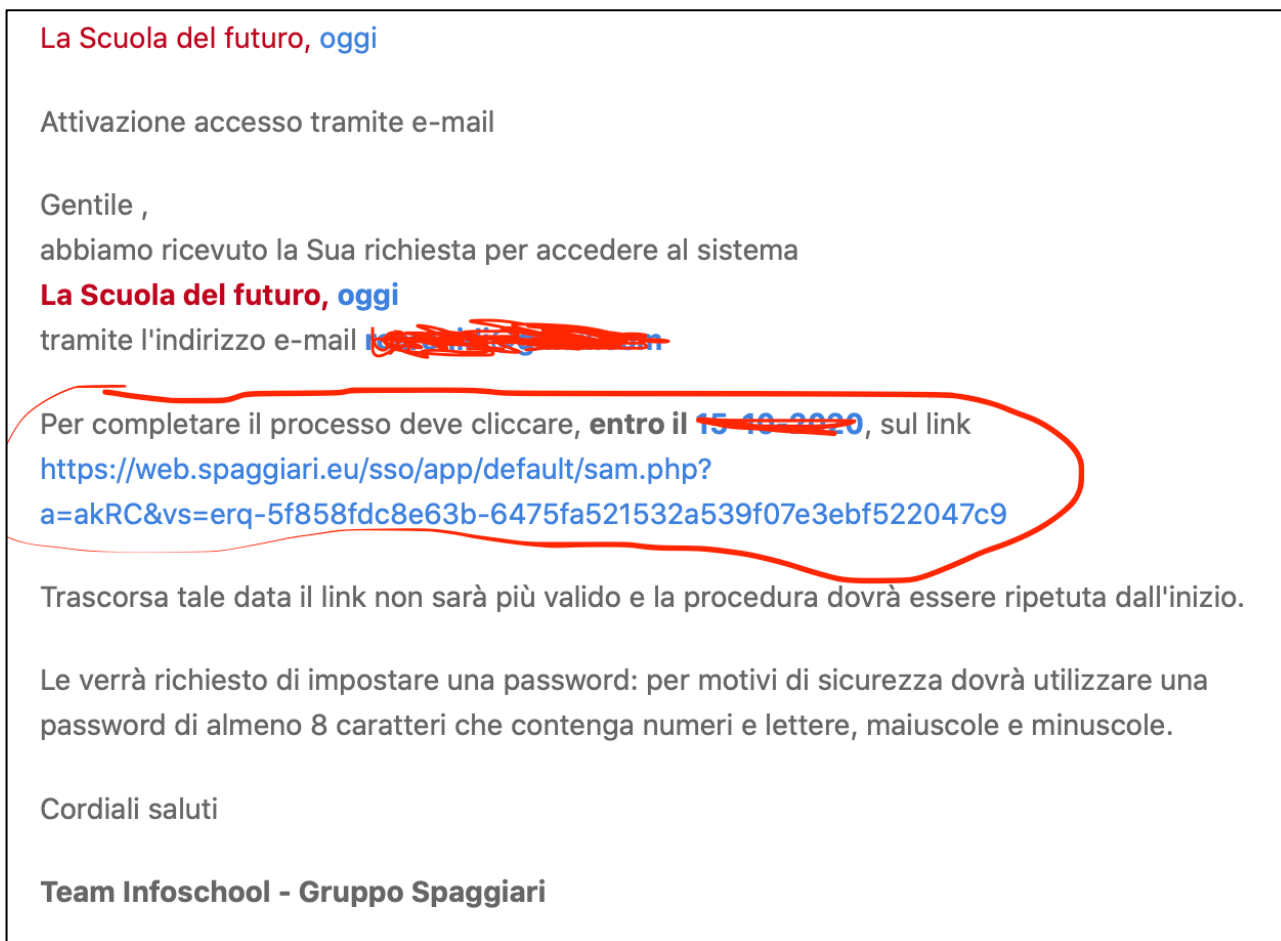 La Scuola del futuro, oggi
Attivazione accesso tramite e-mail
Gentile ,
abbiamo ricevuto la Sua richiesta per accedere al sistema
La Scuola del futuro, oggi
tramite l'indirizzo e-mail
Per completare il processo deve cliccare, entro il , sul link
https://web.spaggiari.eu/sso/app/default/sam.php?
a=akRC&vs=erq-5f858fdc8e63b-6475fa521532a539f07e3ebf522047c9
Trascorsa tale data il link non sarà più valido e la procedura dovrà essere ripetuta dall'inizio.
Le verrà richiesto di impostare una password: per motivi di sicurezza dovrà utilizzare una
password di almeno 8 caratteri che contenga numeri e lettere, maiuscole e minuscole.
Cordiali saluti
Team Infoschool - Gruppo Spaggiari